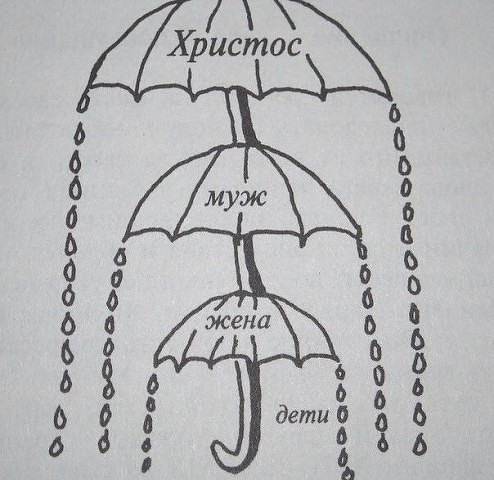 Христос
муж
жена
дети